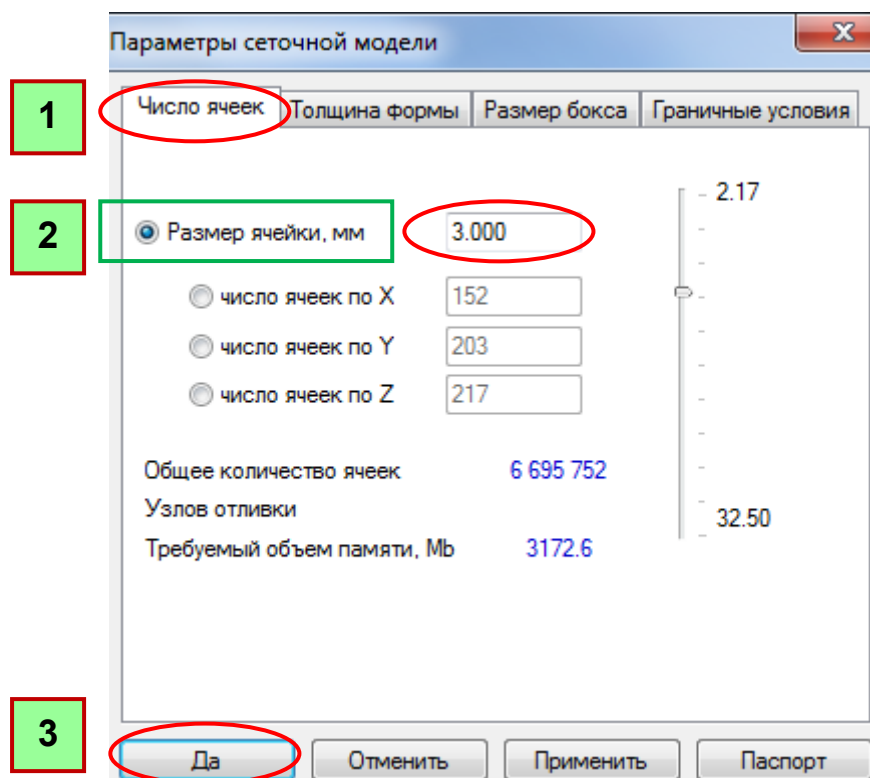 Параметры сеточной модели
1
Число ячеек Толщина формы Размер бокса Граничные условия
2.17
2
Размер ячейки, мм 3.000
число ячеек по X 152
число ячеек по Y 203
число ячеек по Z 217
Общее количество ячеек 6 695 752
Узлов отливки
32.50
Требуемый объем памяти, Mb 3172.6
3
Да Отменить Применить Паспорт